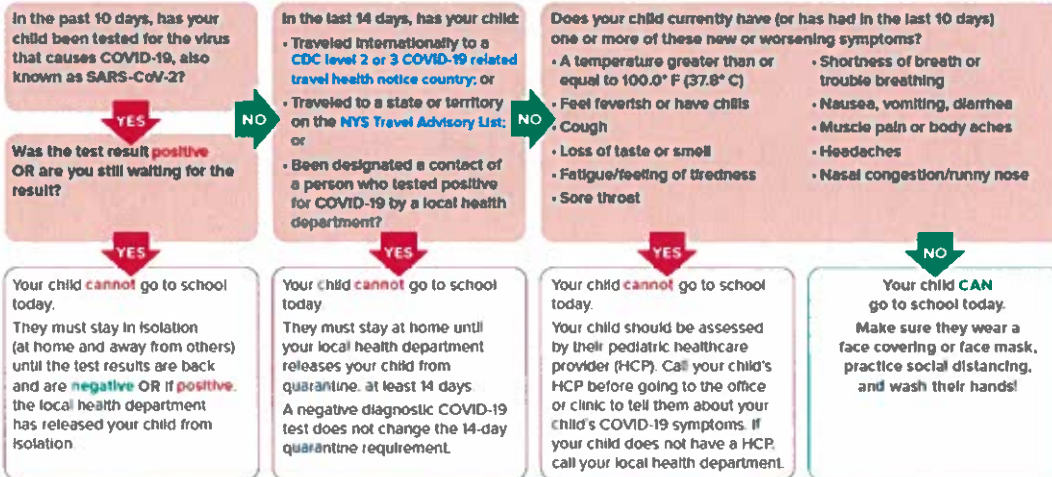 In the past 10 days, has your
child been tested for the virus
that causes COVID-19, also
known as SARS-CoV-2?
YES
NO
Was the test result positive
OR are you still waiting for the
result?
YES
Your child cannot go to school
today.
They must stay in isolation
(at home and away from others)
until the test results are back
and are negative OR if positive,
the local health department
has released your child from
isolation.
In the last 14 days, has your child:
• Traveled internationally to a
CDC level 2 or 3 COVID-19 related
travel health notice country; or
• Traveled to a state or territory
on the NYS Travel Advisory List;
or
• Been designated a contact of
a person who tested positive
for COVID-19 by a local health
department?
NO
YES
Your child cannot go to school
today.
They must stay at home until
your local health department
releases your child from
quarantine, at least 14 days
A negative diagnostic COVID-19
test does not change the 14-day
quarantine requirement.
Does your child currently have (or has had in the last 10 days)
one or more of these new or worsening symptoms?
• A temperature greater than or
equal to 100.0° F (37.8° C)
• Feel feverish or have chills
• Cough
• Loss of taste or smell
• Fatigue/feeling of tiredness
• Sore throat
• Shortness of breath or
trouble breathing
• Nausea, vomiting, diarrhea
• Muscle pain or body aches
• Headaches
• Nasal congestion/runny nose
YES
Your child cannot go to school
today.
Your child should be assessed
by their pediatric healthcare
provider (HCP). Call your child's
HCP before going to the office
or clinic to tell them about your
child's COVID-19 symptoms. If
your child does not have a HCP,
call your local health department.
NO
Your child CAN
go to school today.
Make sure they wear a
face covering or face mask,
practice social distancing,
and wash their hands!